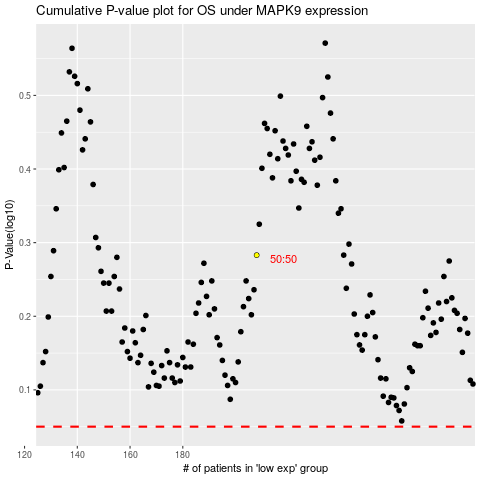 Cumulative P-value plot for OS under MAPK9 expression
P-Value(log10)
0.5
0.4
0.3
0.2
0.1
50:50
120 140 160 180
# of patients in 'low exp' group